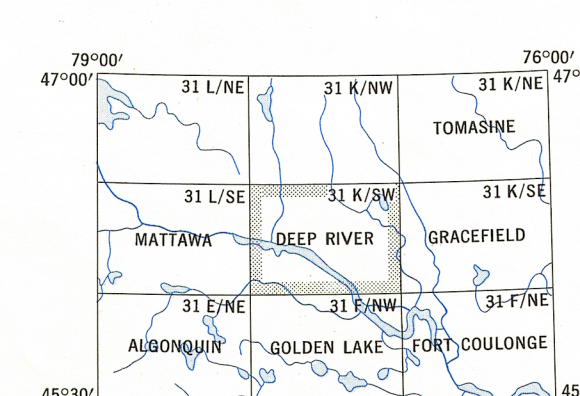 79°00′ 76°00′
47°00′ 31 L/NE 31 K/NW 31 K/NE 47°
TOMASINE
31 L/SE 31 K/SW 31 K/SE
MATTAWA DEEP RIVER GRACEFIELD
31 E/NE 31 F/NW 31 F/NE
ALGONQUIN GOLDEN LAKE FORT COULONGE
45°30′ 45